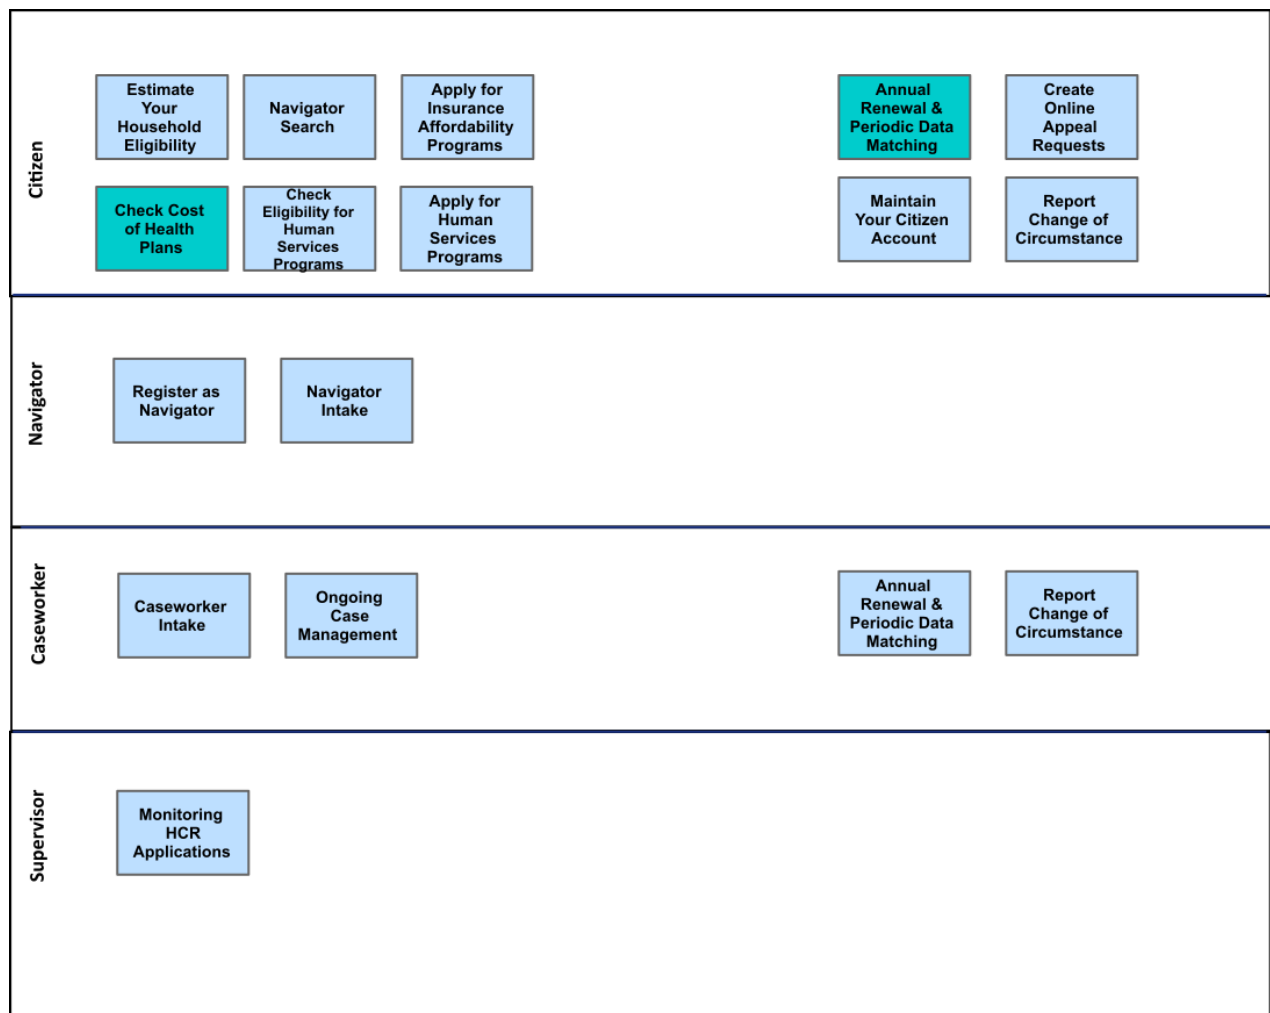 Citizen
Estimate
Your
Household
Eligibility
Navigator
Search
Apply for
Insurance
Affordability
Programs
Annual
Renewal &
Periodic Data
Matching
Create
Online
Appeal
Requests
Check Cost
of Health
Plans
Check
Eligibility for
Human
Services
Programs
Apply for
Human
Services
Programs
Maintain
Your Citizen
Account
Report
Change of
Circumstance
Navigator
Register as
Navigator
Navigator
Intake
Caseworker
Caseworker
Intake
Ongoing
Case
Management
Annual
Renewal &
Periodic Data
Matching
Report
Change of
Circumstance
Supervisor
Monitoring
HCR
Applications